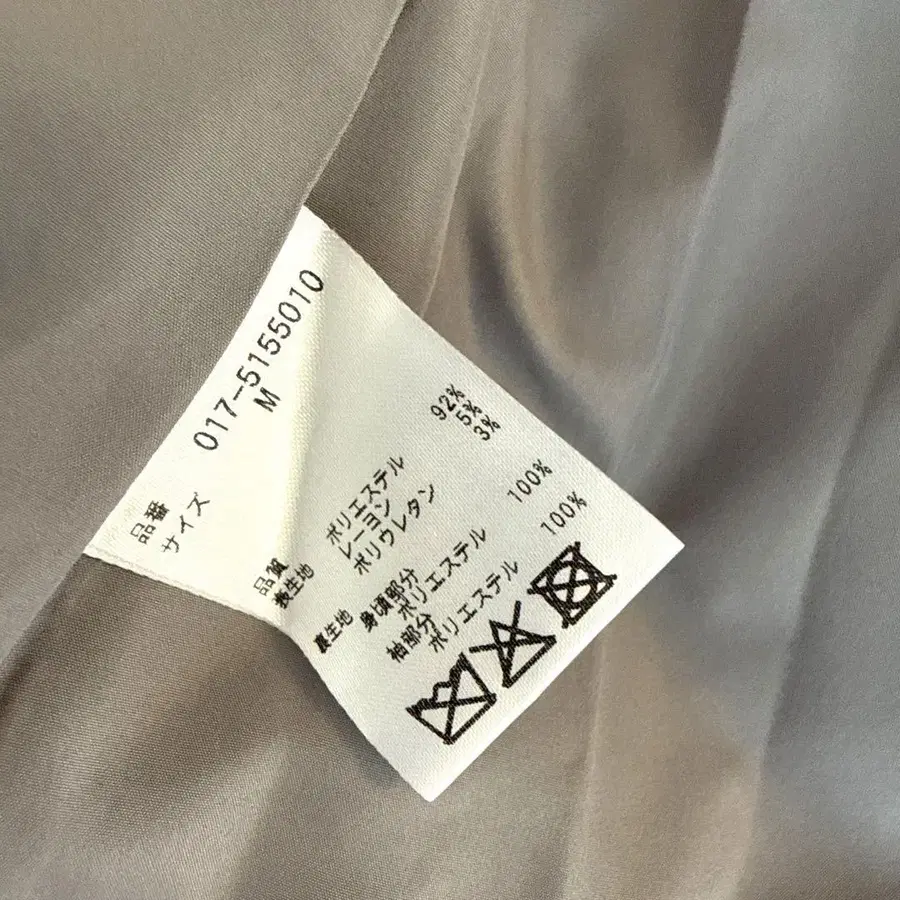 品番 017-5155010
サイズ M
品質
表生地 ポリエステル 92%
レーヨン 5%
ポリウレタン 3%
裏生地 身頃部分
ポリエステル 100%
袖部分
ポリエステル 100%